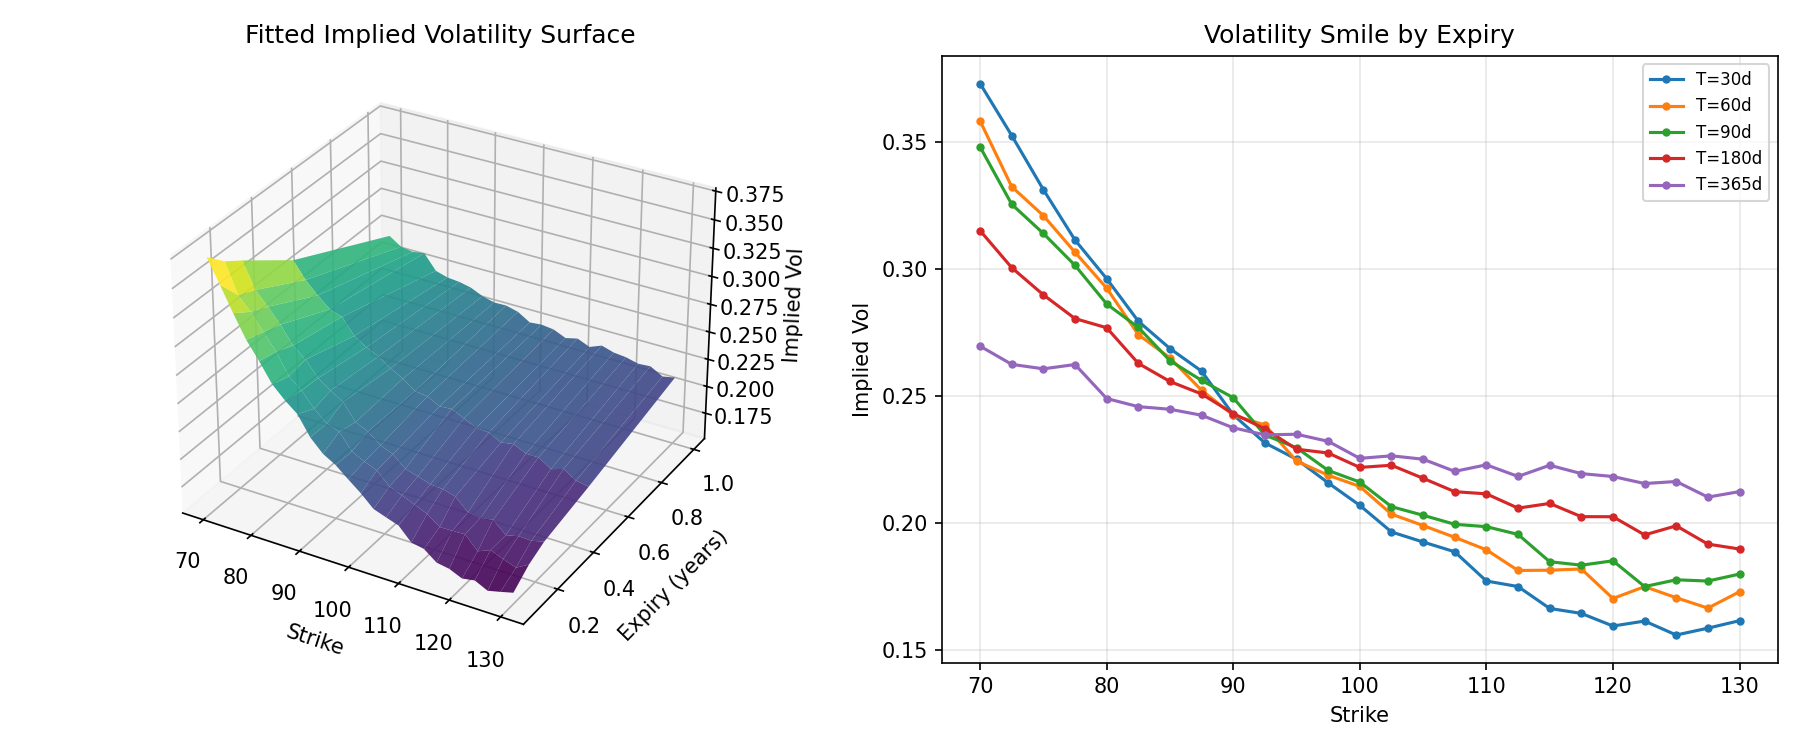 Fitted Implied Volatility Surface
0.375
0.350
0.325
0.300
0.275
0.250
0.225
0.200
0.175
Implied Vol
70
80
90
100
110
120
130
Strike
0.2
0.4
0.6
0.8
1.0
Expiry (years)
Volatility Smile by Expiry
T=30d
T=60d
T=90d
T=180d
T=365d
0.35
0.30
0.25
0.20
0.15
Implied Vol
70 80 90 100 110 120 130
Strike